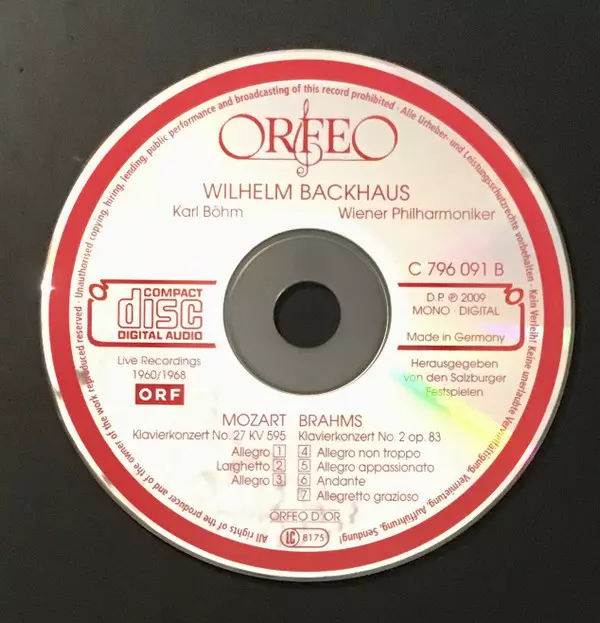 Unauthorised copying, hiring, lending, public performance and broadcasting of this record prohibited · Alle Urheber- und Leistungsschutzrechte vorbehalten · Kein Verleih! Keine unerlaubte Vervielfältigung, Vermietung, Aufführung, Sendung!
All rights of the producer and of the owner of the work reproduced reserved ·
ORFEO
WILHELM BACKHAUS
Karl Böhm Wiener Philharmoniker
C 796 091 B
COMPACT
disc
DIGITAL AUDIO
D.P. ℗ 2009
MONO · DIGITAL
Made in Germany
Live Recordings
1960/1968
ORF
Herausgegeben
von den Salzburger
Festspielen
MOZART
Klavierkonzert No. 27 KV 595
Allegro 1
Larghetto 2
Allegro 3
BRAHMS
Klavierkonzert No. 2 op. 83
4 Allegro non troppo
5 Allegro appassionato
6 Andante
7 Allegretto grazioso
ORFEO D'OR
LC 8175